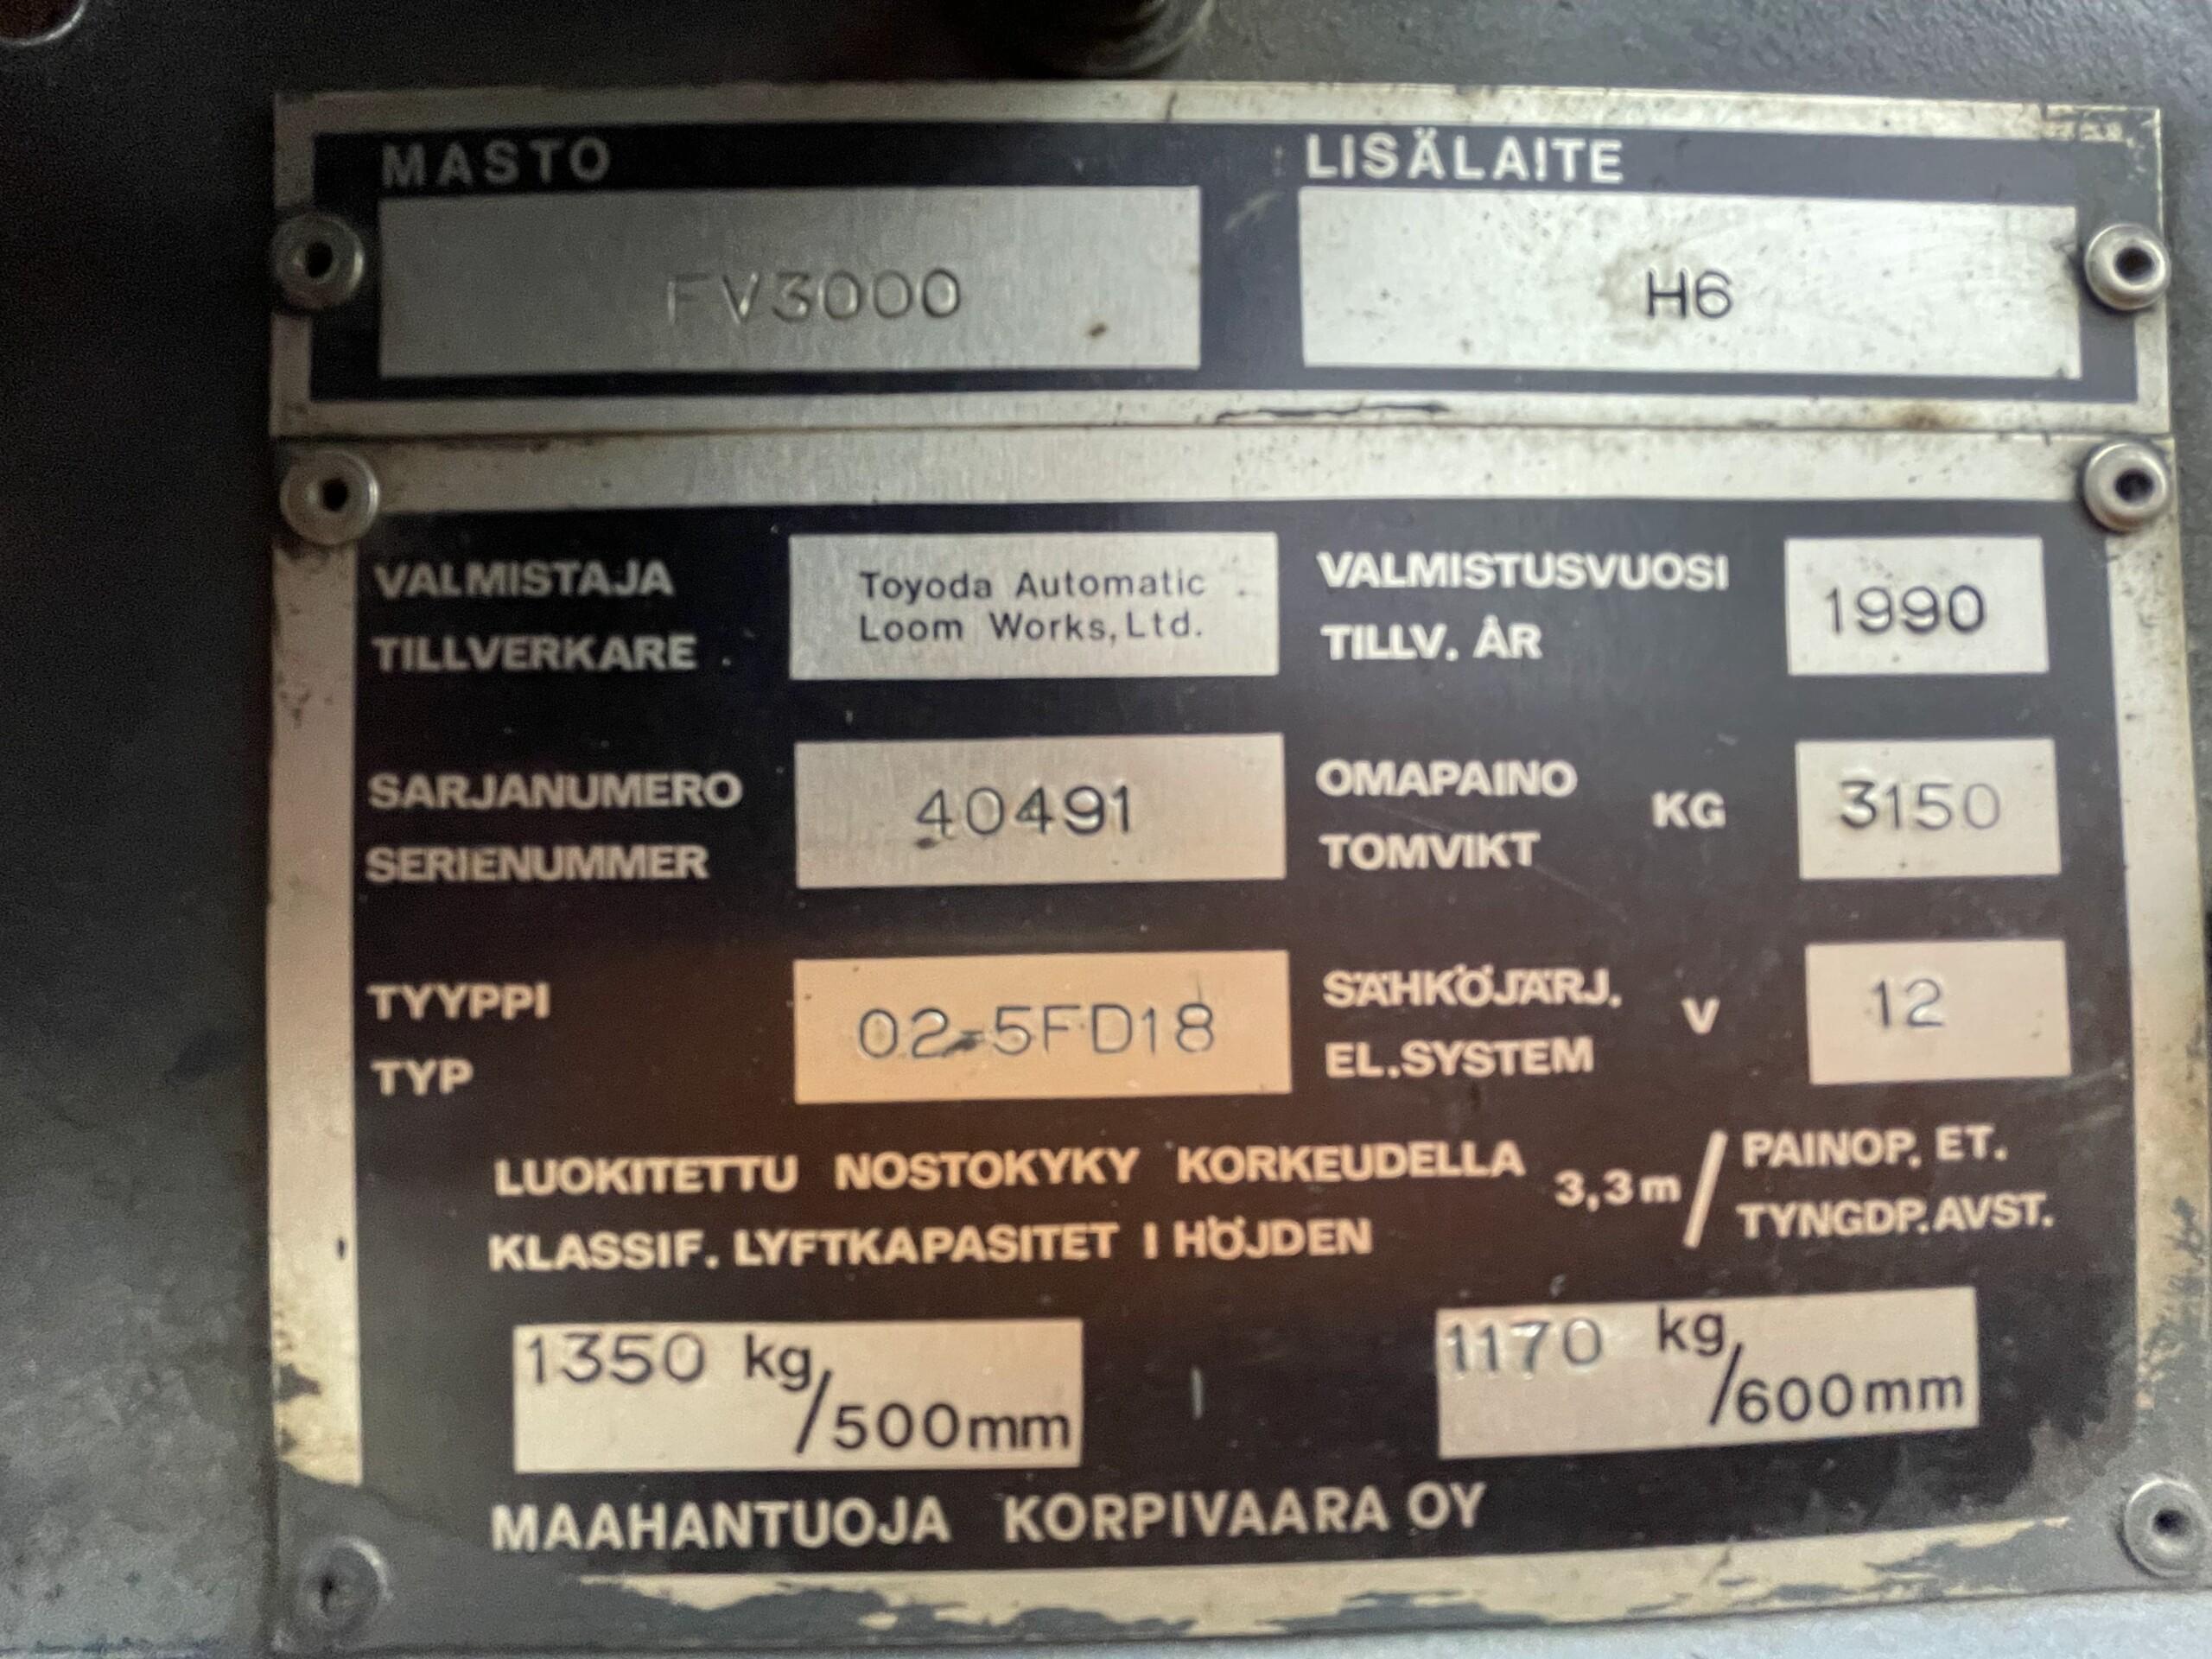 MASTO
LISÄLAITE
FV3000
H6
VALMISTAJA
TILLVERKARE
Toyoda Automatic
Loom Works, Ltd.
VALMISTUSVUOSI
TILLV. ÅR
1990
SARJANUMERO
SERIENUMMER
40491
OMAPAINO
TOMVIKT
KG
3150
TYYPPI
TYP
02-5FD18
SÄHKÖJÄRJ.
EL.SYSTEM
V
12
LUOKITETTU NOSTOKYKY KORKEUDELLA
KLASSIF. LYFTKAPASITET I HÖJDEN
3,3m/
PAINOP. ET.
TYNGDP.AVST.
1350 kg/500mm
1170 kg/600mm
MAAHANTUOJA KORPIVAARA OY